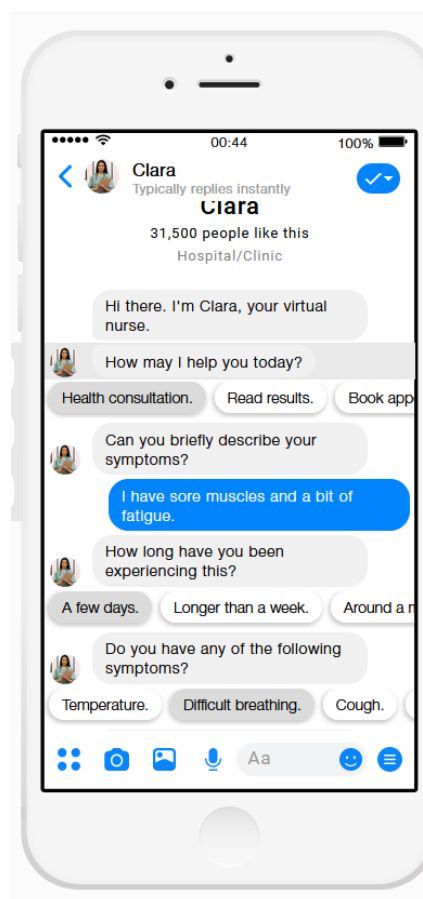 00:44
100%
Clara
Typically replies instantly
Clara
31,500 people like this
Hospital/Clinic
Hi there. I'm Clara, your virtual
nurse.
How may I help you today?
Health consultation.
Read results.
Book app
Can you briefly describe your
symptoms?
I have sore muscles and a bit of
fatigue.
How long have you been
experiencing this?
A few days.
Longer than a week.
Around a m
Do you have any of the following
symptoms?
Temperature.
Difficult breathing.
Cough.
Aa